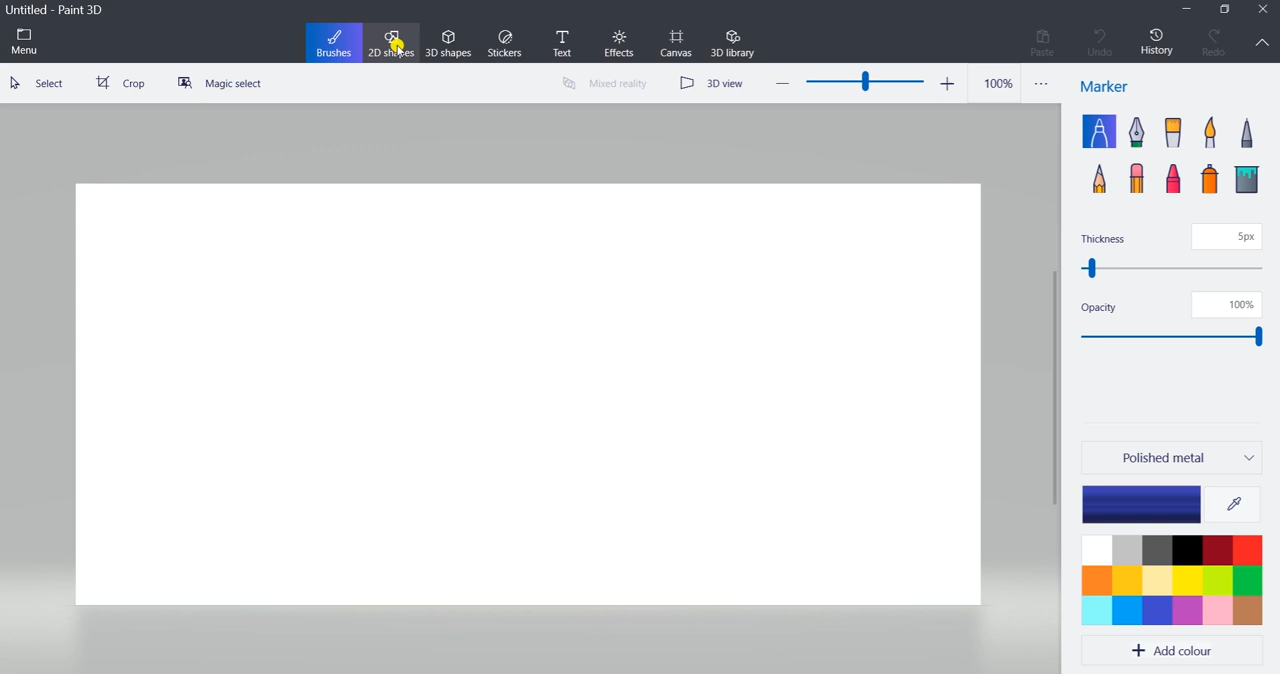 Untitled - Paint 3D
Menu
Brushes
2D shapes
3D shapes
Stickers
Text
Effects
Canvas
3D library
Paste
Undo
History
Redo
Select
Crop
Magic select
Mixed reality
3D view
100%
Marker
Thickness
5px
Opacity
100%
Polished metal
Add colour